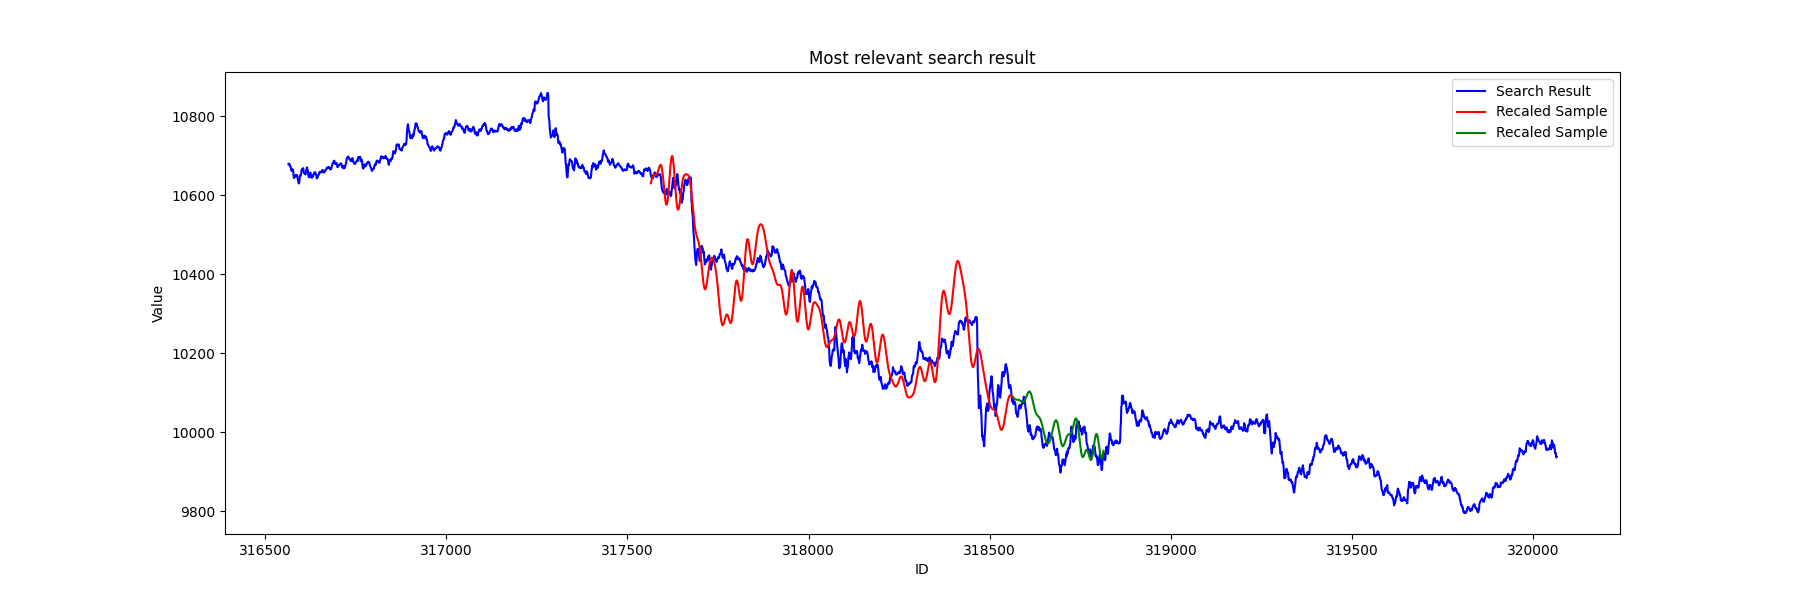 Most relevant search result
Search Result
Recaled Sample
Recaled Sample
Value
10800
10600
10400
10200
10000
9800
316500 317000 317500 318000 318500 319000 319500 320000
ID